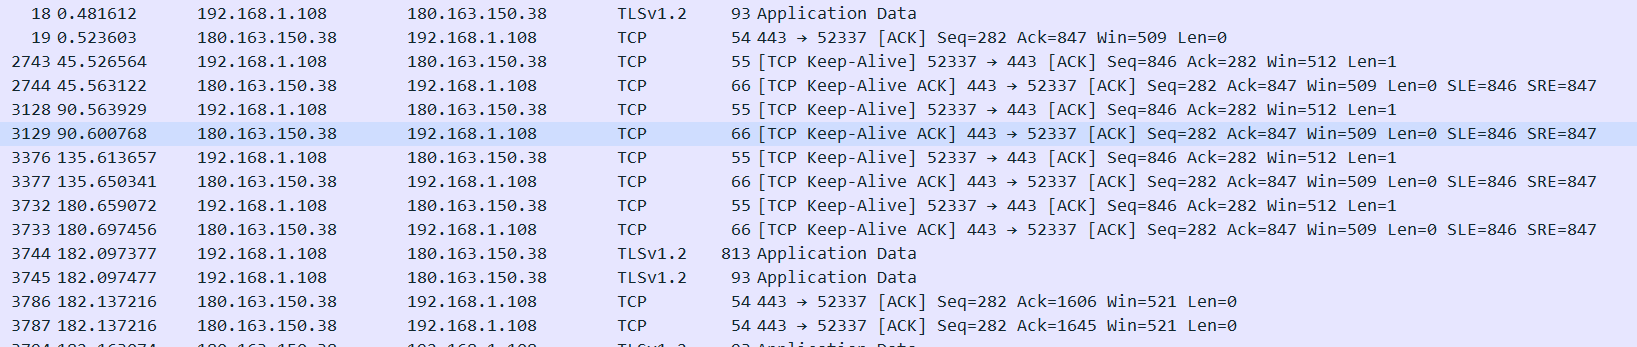 18 0.481612 192.168.1.108 180.163.150.38 TLSv1.2 93 Application Data
19 0.523603 180.163.150.38 192.168.1.108 TCP 54 443 → 52337 [ACK] Seq=282 Ack=847 Win=509 Len=0
2743 45.526564 192.168.1.108 180.163.150.38 TCP 55 [TCP Keep-Alive] 52337 → 443 [ACK] Seq=846 Ack=282 Win=512 Len=1
2744 45.563122 180.163.150.38 192.168.1.108 TCP 66 [TCP Keep-Alive ACK] 443 → 52337 [ACK] Seq=282 Ack=847 Win=509 Len=0 SLE=846 SRE=847
3128 90.563929 192.168.1.108 180.163.150.38 TCP 55 [TCP Keep-Alive] 52337 → 443 [ACK] Seq=846 Ack=282 Win=512 Len=1
3129 90.600768 180.163.150.38 192.168.1.108 TCP 66 [TCP Keep-Alive ACK] 443 → 52337 [ACK] Seq=282 Ack=847 Win=509 Len=0 SLE=846 SRE=847
3376 135.613657 192.168.1.108 180.163.150.38 TCP 55 [TCP Keep-Alive] 52337 → 443 [ACK] Seq=846 Ack=282 Win=512 Len=1
3377 135.650341 180.163.150.38 192.168.1.108 TCP 66 [TCP Keep-Alive ACK] 443 → 52337 [ACK] Seq=282 Ack=847 Win=509 Len=0 SLE=846 SRE=847
3732 180.659072 192.168.1.108 180.163.150.38 TCP 55 [TCP Keep-Alive] 52337 → 443 [ACK] Seq=846 Ack=282 Win=512 Len=1
3733 180.697456 180.163.150.38 192.168.1.108 TCP 66 [TCP Keep-Alive ACK] 443 → 52337 [ACK] Seq=282 Ack=847 Win=509 Len=0 SLE=846 SRE=847
3744 182.097377 192.168.1.108 180.163.150.38 TLSv1.2 813 Application Data
3745 182.097477 192.168.1.108 180.163.150.38 TLSv1.2 93 Application Data
3786 182.137216 180.163.150.38 192.168.1.108 TCP 54 443 → 52337 [ACK] Seq=282 Ack=1606 Win=521 Len=0
3787 182.137216 180.163.150.38 192.168.1.108 TCP 54 443 → 52337 [ACK] Seq=282 Ack=1645 Win=521 Len=0